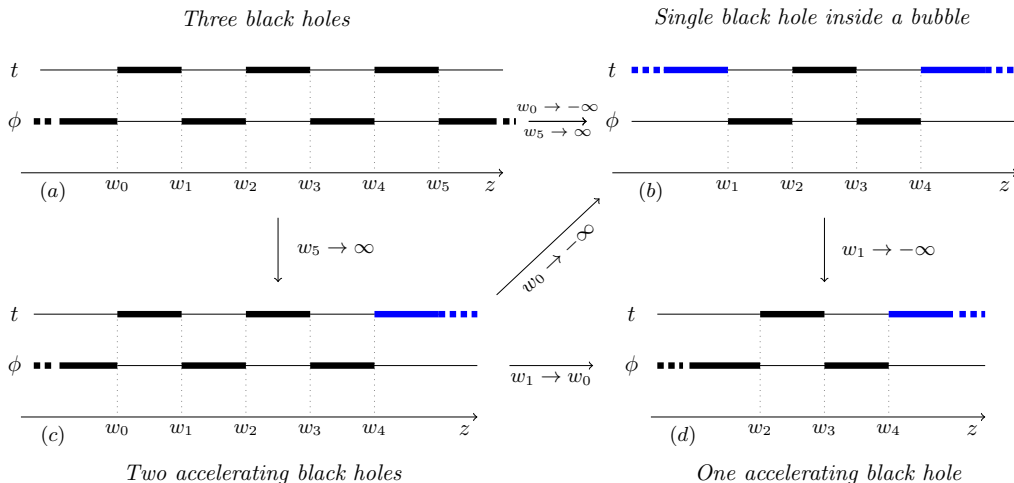 Three black holes
Single black hole inside a bubble
t
ϕ
w₀ w₁ w₂ w₃ w₄ w₅ z
(a)
w₀ → −∞
w₅ → ∞
t
ϕ
w₁ w₂ w₃ w₄ z
(b)
w₅ → ∞
w₀ → −∞
w₁ → −∞
t
ϕ
w₀ w₁ w₂ w₃ w₄ z
(c)
w₁ → w₀
t
ϕ
w₂ w₃ w₄ z
(d)
Two accelerating black holes
One accelerating black hole